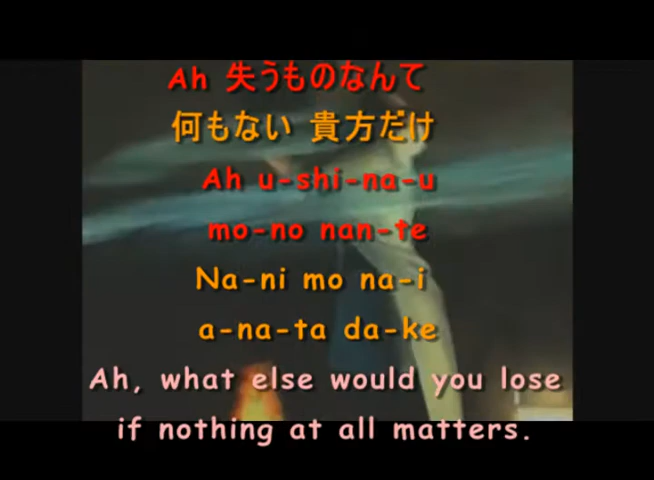 Ah 失うものなんて
何もない 貴方だけ
Ah u-shi-na-u
mo-no nan-te
Na-ni mo na-i
a-na-ta da-ke
Ah, what else would you lose
if nothing at all matters.